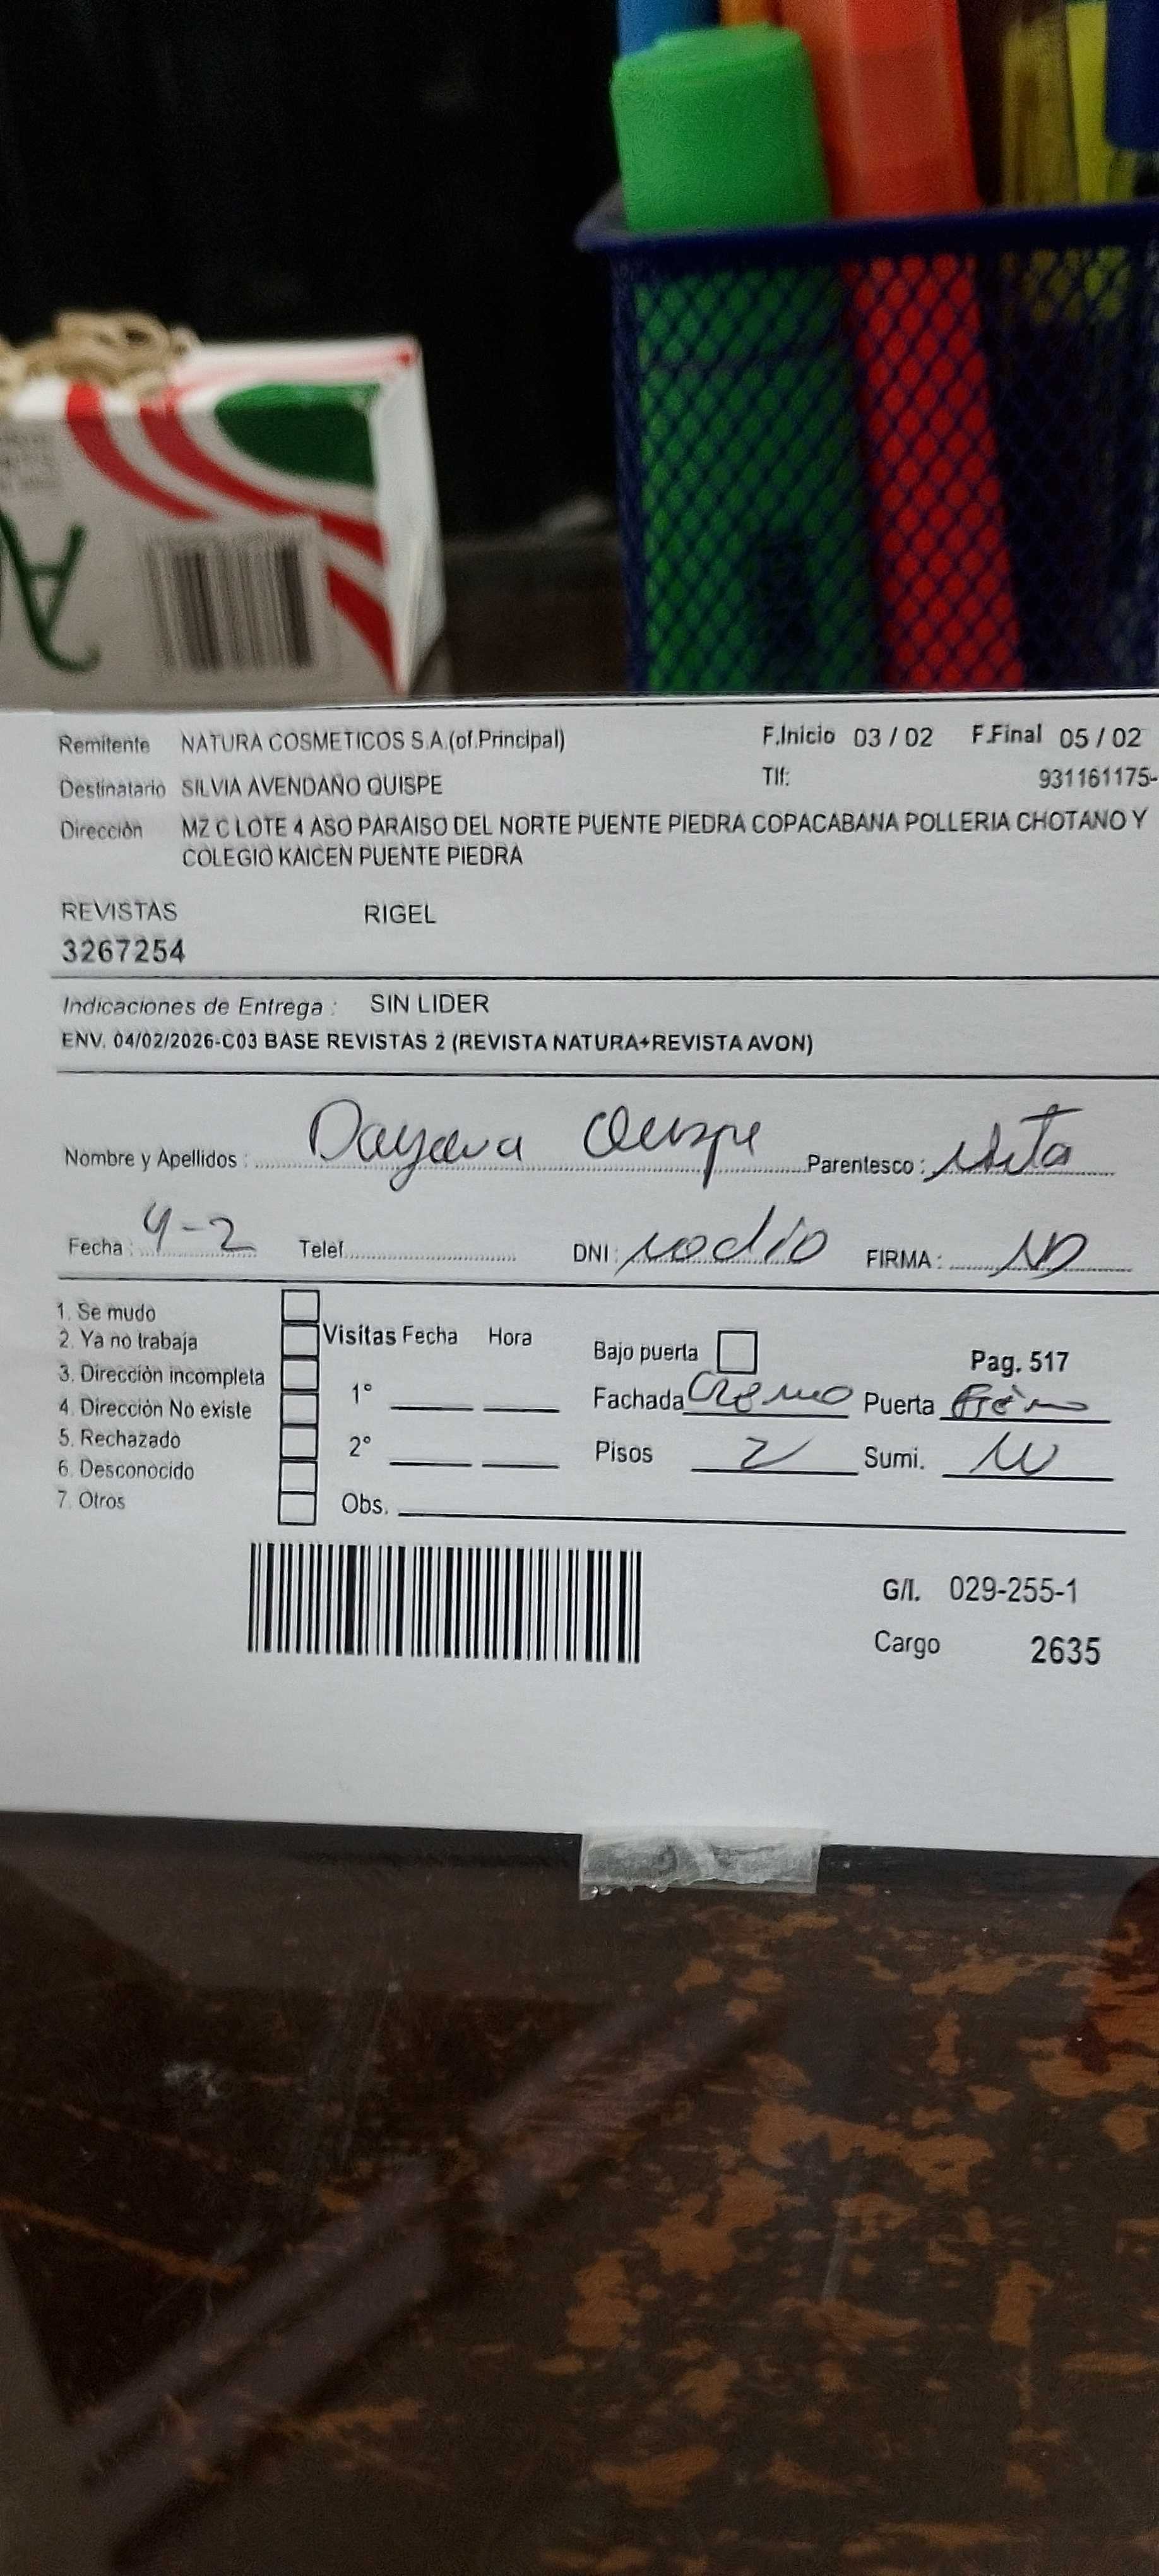 Remitente NATURA COSMETICOS S.A.(of.Principal) F.Inicio 03 / 02 F.Final 05 / 02
Destinatario SILVIA AVENDAÑO QUISPE Tlf: 931161175-
Dirección MZ C LOTE 4 ASO PARAISO DEL NORTE PUENTE PIEDRA COPACABANA POLLERIA CHOTANO Y
COLEGIO KAICEN PUENTE PIEDRA
REVISTAS RIGEL
3267254
Indicaciones de Entrega : SIN LIDER
ENV. 04/02/2026-C03 BASE REVISTAS 2 (REVISTA NATURA+REVISTA AVON)
Nombre y Apellidos : Dayana Quispe Parentesco : Nieta
Fecha : 4-2 Telef. DNI : no dio FIRMA : ND
1. Se mudo
2. Ya no trabaja Visitas Fecha Hora Bajo puerta Pag. 517
3. Dirección incompleta
4. Dirección No existe 1° Fachada Cremo Puerta
5. Rechazado 2° Pisos 2 Sumi.
6. Desconocido
7. Otros Obs.
G/I. 029-255-1
Cargo 2635